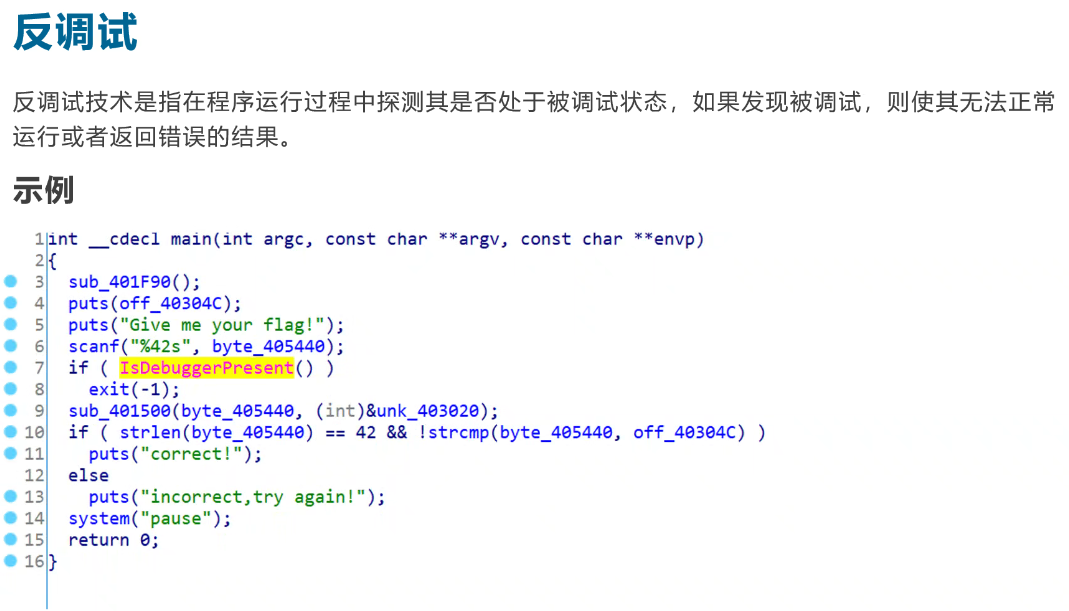 反调试
反调试技术是指在程序运行过程中探测其是否处于被调试状态，如果发现被调试，则使其无法正常
运行或者返回错误的结果。
示例
1 int __cdecl main(int argc, const char **argv, const char **envp)
2 {
3   sub_401F90();
4   puts(off_40304C);
5   puts("Give me your flag!");
6   scanf("%42s", byte_405440);
7   if ( IsDebuggerPresent() )
8     exit(-1);
9   sub_401500(byte_405440, (int)&unk_403020);
10   if ( strlen(byte_405440) == 42 && !strcmp(byte_405440, off_40304C) )
11     puts("correct!");
12   else
13     puts("incorrect,try again!");
14   system("pause");
15   return 0;
16 }